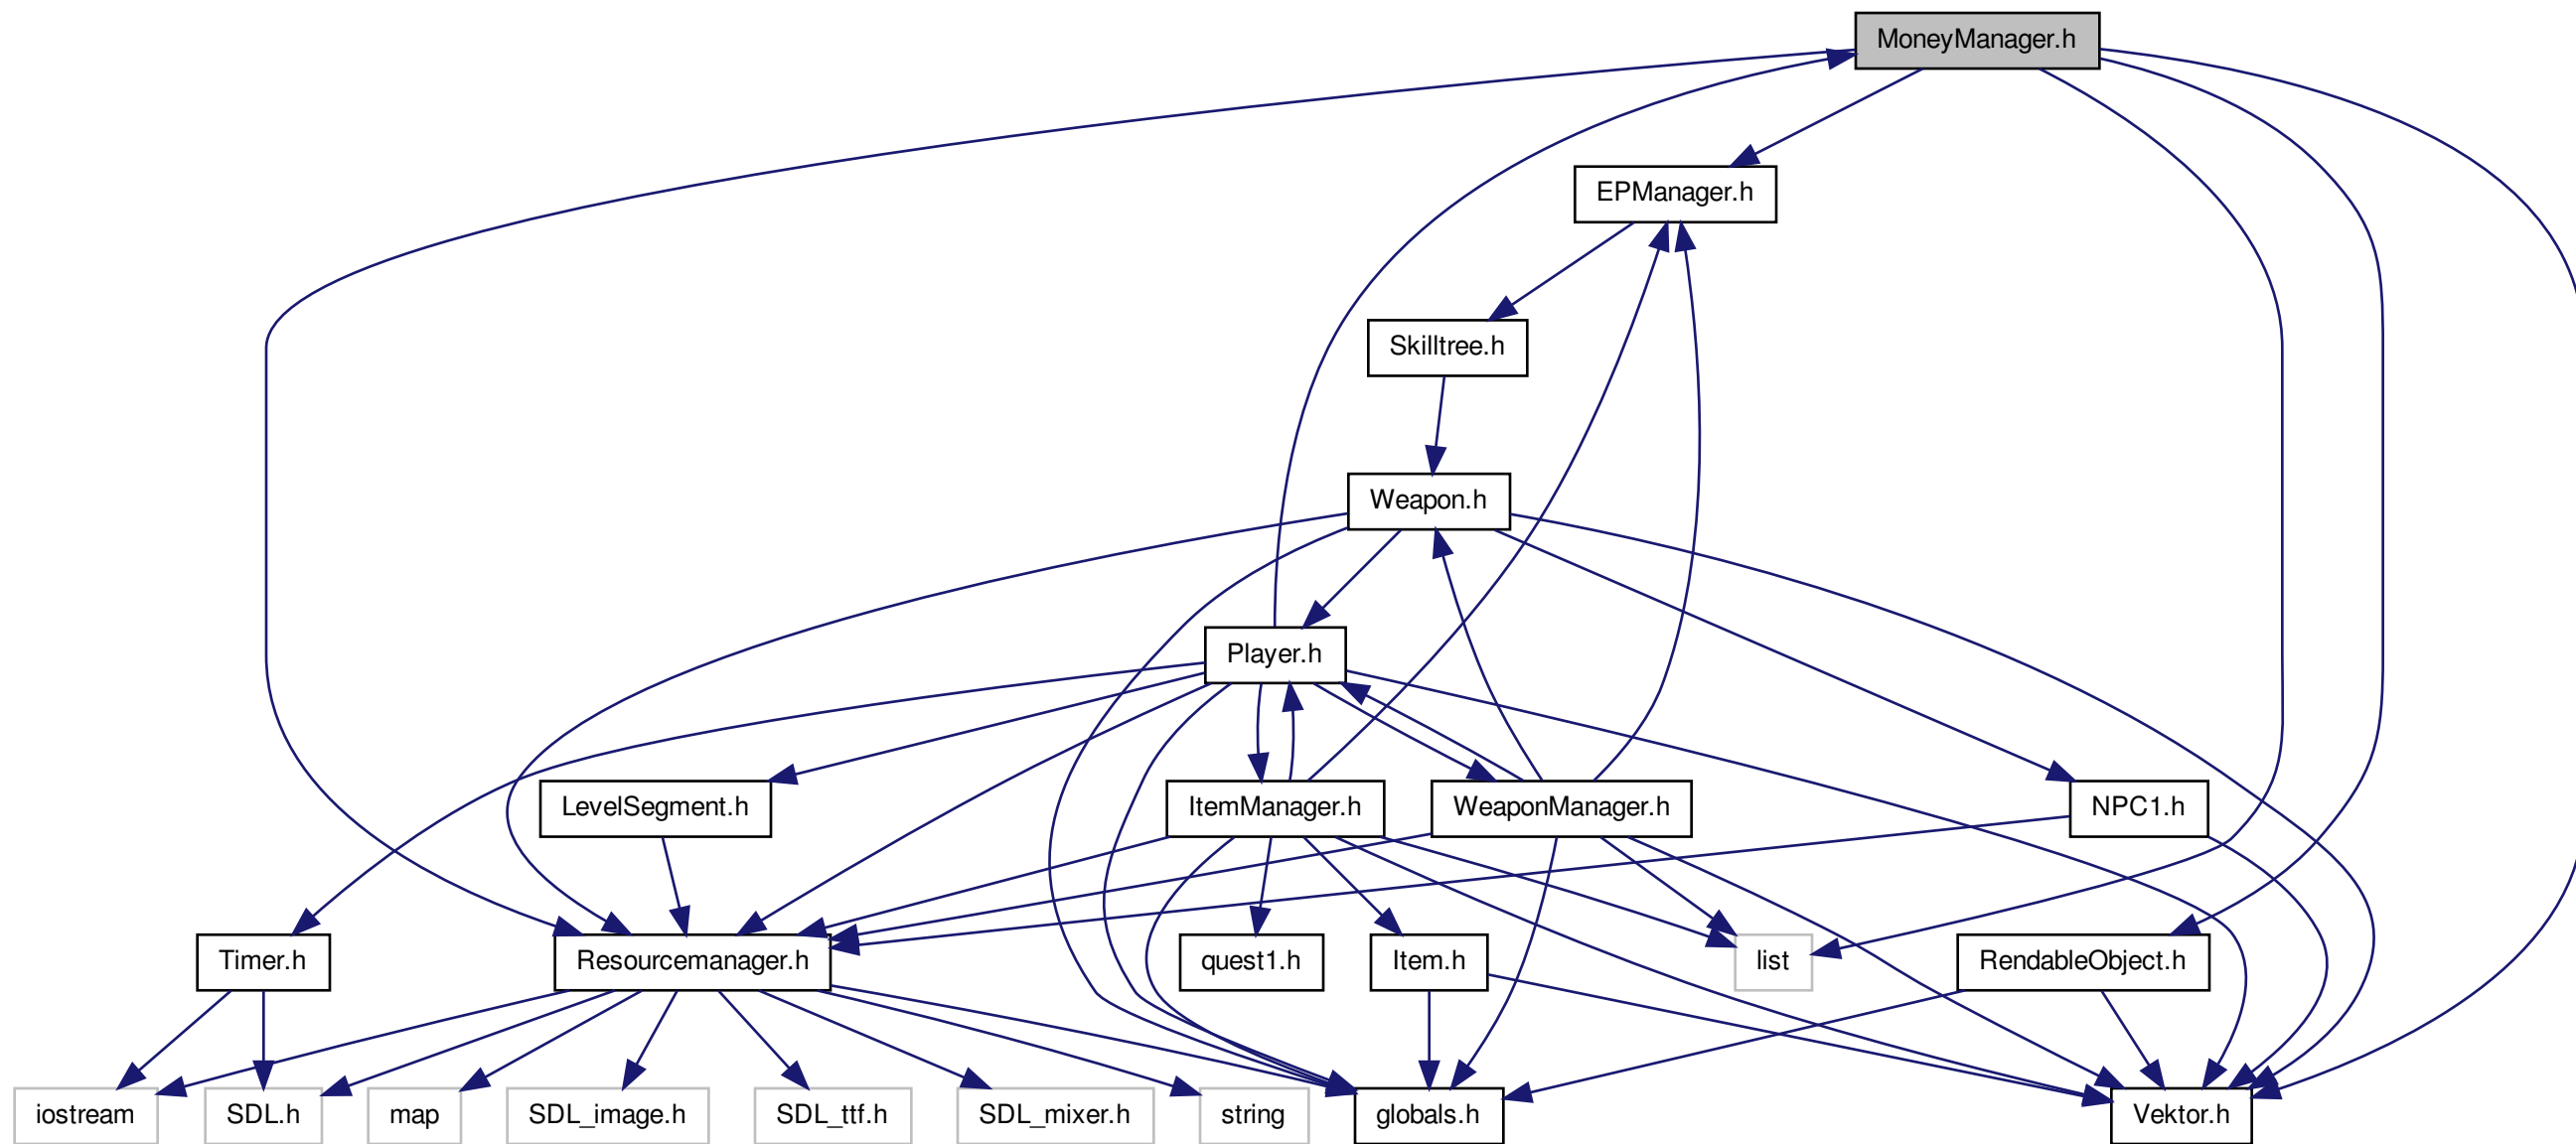 MoneyManager.h
EPManager.h
Skilltree.h
Weapon.h
Player.h
LevelSegment.h
ItemManager.h
WeaponManager.h
NPC1.h
Timer.h
Resourcemanager.h
quest1.h
Item.h
list
RendableObject.h
iostream
SDL.h
map
SDL_image.h
SDL_ttf.h
SDL_mixer.h
string
globals.h
Vektor.h